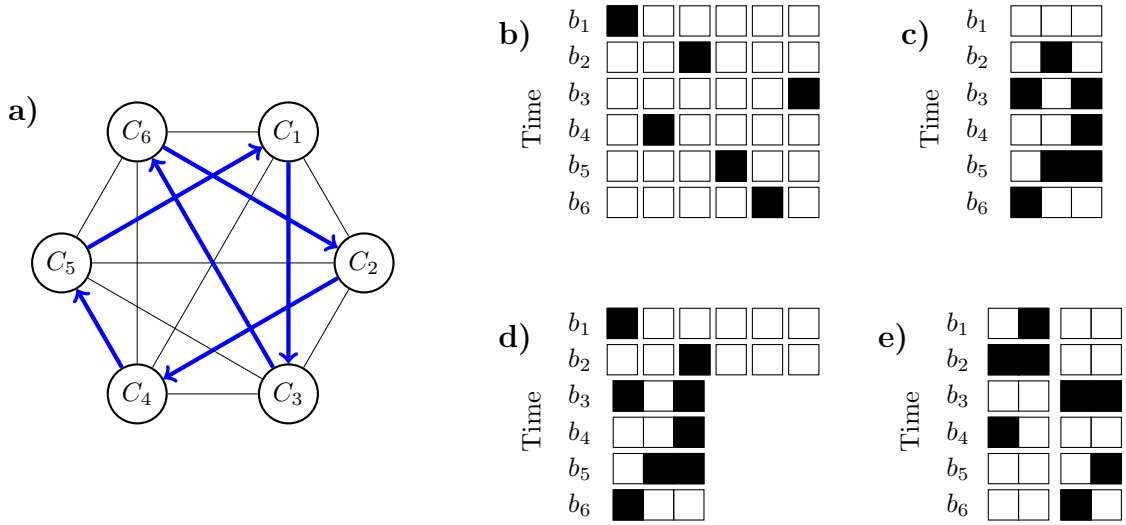 a)
C₆
C₁
C₅
C₂
C₄
C₃
b)
Time
b₁
b₂
b₃
b₄
b₅
b₆
c)
Time
b₁
b₂
b₃
b₄
b₅
b₆
d)
Time
b₁
b₂
b₃
b₄
b₅
b₆
e)
Time
b₁
b₂
b₃
b₄
b₅
b₆